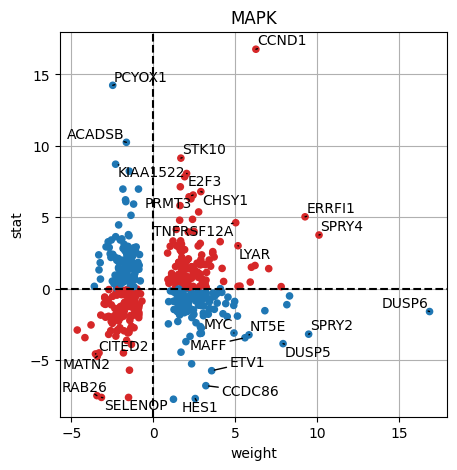 MAPK
CCND1
PCYOX1
ACADSB
STK10
KIAA1522
E2F3
PRMT3
CHSY1
ERRFI1
TNFRSF12A
SPRY4
LYAR
DUSP6
MYC
NT5E
SPRY2
MAFF
DUSP5
CITED2
MATN2
ETV1
RAB26
CCDC86
SELENOP
HES1
15
10
5
0
−5
−5
0
5
10
15
stat
weight